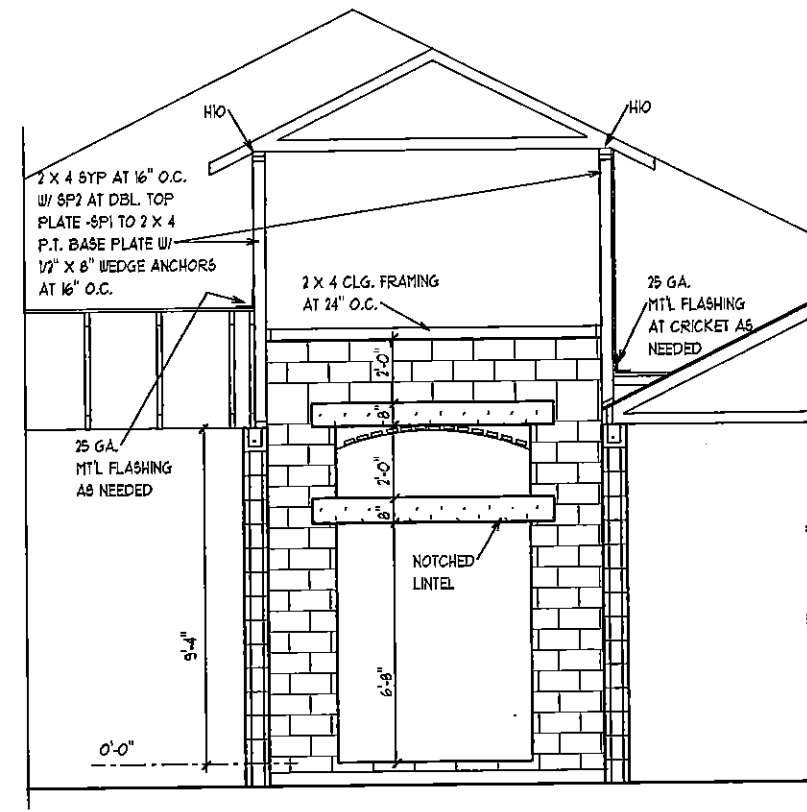 H10
H10
2 X 4 SYP AT 16" O.C.
W/ SP2 AT DBL. TOP
PLATE -SP1 TO 2 X 4
P.T. BASE PLATE W/
1/2" X 8" WEDGE ANCHORS
AT 16" O.C.
2 X 4 CLG. FRAMING
AT 24" O.C.
25 GA.
MT'L FLASHING
AT CRICKET AS
NEEDED
2'-0"
8"
25 GA.
MT'L FLASHING
AS NEEDED
2'-0"
8"
NOTCHED
LINTEL
9'-4"
6'-8"
0'-0"